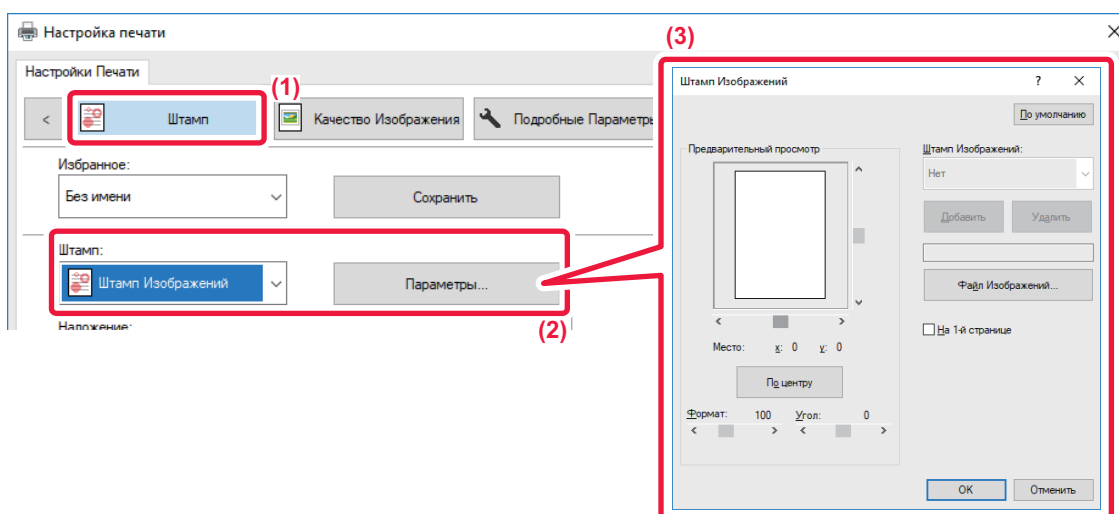 Настройка печати
Настройки Печати
(1)
<
Штамп
Качество Изображения
Подробные Параметры
Избранное:
Без имени
Сохранить
Штамп:
Штамп Изображений
Параметры...
(2)
Наложение:
(3)
Штамп Изображений
?
По умолчанию
Предварительный просмотр
Место: x: 0 y: 0
По центру
Формат: 100 Угол: 0
Штамп Изображений:
Нет
Добавить
Удалить
Файл Изображений...
На 1-й странице
OK
Отменить